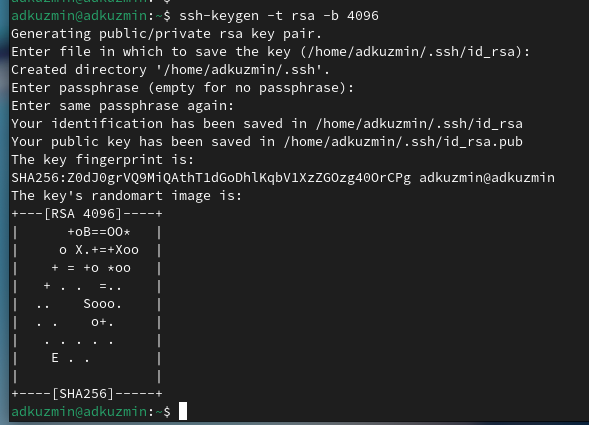 adkuzmin@adkuzmin:~$ ssh-keygen -t rsa -b 4096
Generating public/private rsa key pair.
Enter file in which to save the key (/home/adkuzmin/.ssh/id_rsa):
Created directory '/home/adkuzmin/.ssh'.
Enter passphrase (empty for no passphrase):
Enter same passphrase again:
Your identification has been saved in /home/adkuzmin/.ssh/id_rsa
Your public key has been saved in /home/adkuzmin/.ssh/id_rsa.pub
The key fingerprint is:
SHA256:Z0dJ0grVQ9MiQAthT1dGoDhlKqbV1XzZGOzg40OrCPg adkuzmin@adkuzmin
The key's randomart image is:
+---[RSA 4096]----+
|      +oB==OO*   |
|     o X.+=+Xoo  |
|    + = +o *oo   |
|   + . .  =..    |
|  ..    Sooo.    |
|  . .    o+.     |
|   . . . . .     |
|    E . .        |
|                 |
+----[SHA256]-----+
adkuzmin@adkuzmin:~$